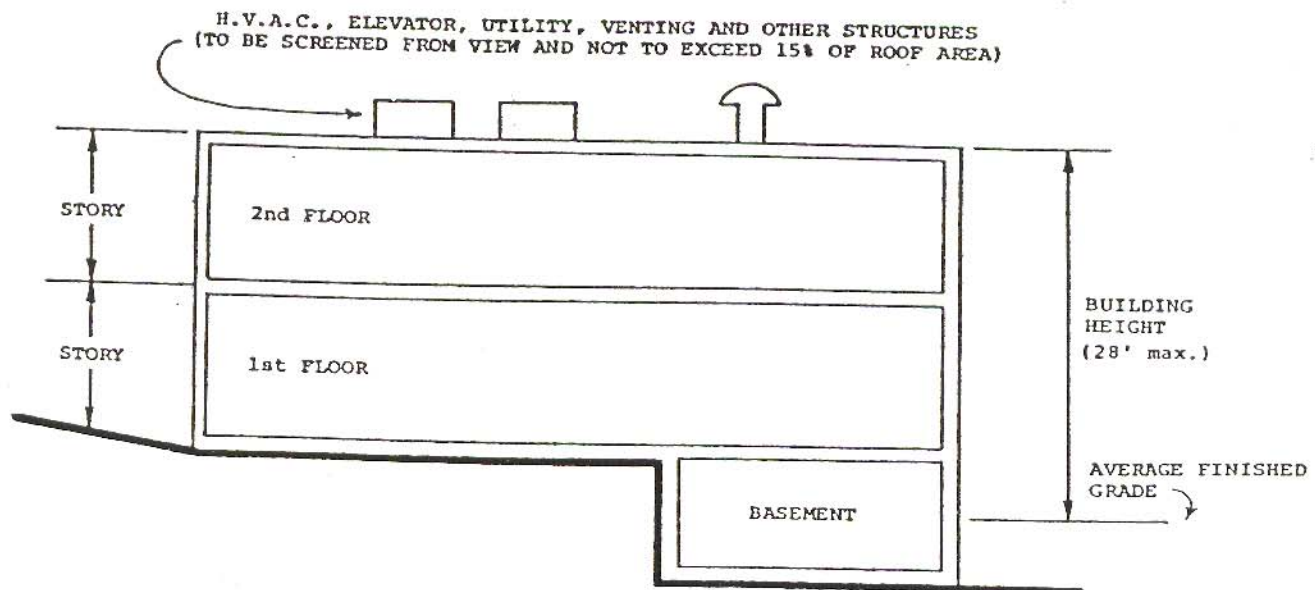 H.V.A.C., ELEVATOR, UTILITY, VENTING AND OTHER STRUCTURES
(TO BE SCREENED FROM VIEW AND NOT TO EXCEED 15% OF ROOF AREA)
STORY
2nd FLOOR
STORY
1st FLOOR
BUILDING
HEIGHT
(28' max.)
AVERAGE FINISHED
GRADE
BASEMENT